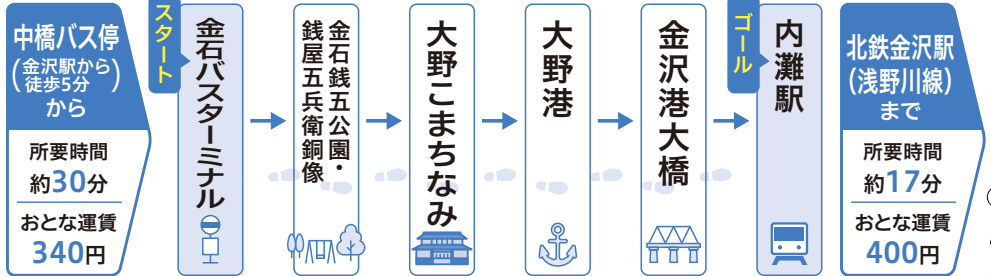 中橋バス停
(金沢駅から
徒歩5分)
から
所要時間
約30分
おとな運賃
340円
スタート
金石バスターミナル
金石銭五公園・
銭屋五兵衛銅像
大野こまちなみ
大野港
金沢港大橋
ゴール
内灘駅
北鉄金沢駅
(浅野川線)
まで
所要時間
約17分
おとな運賃
400円